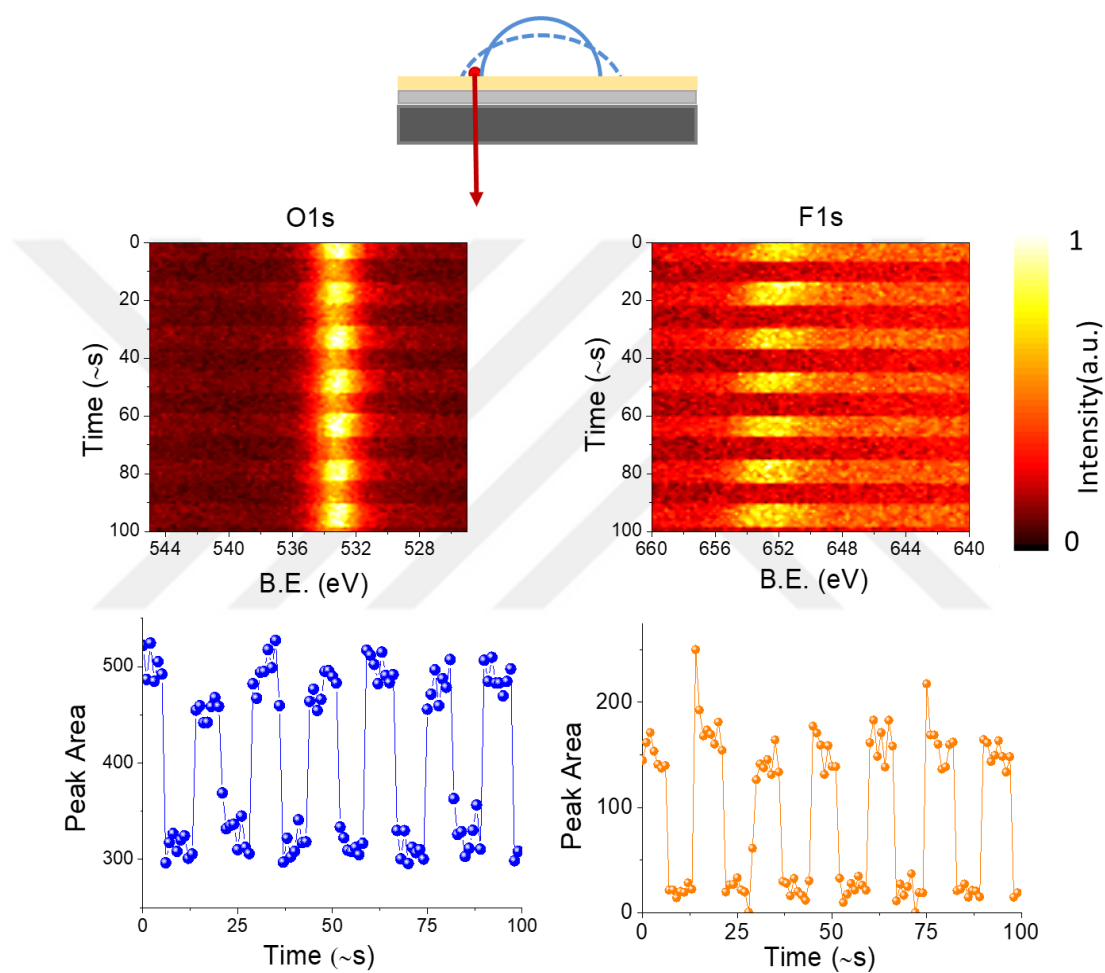 O1s
F1s
0
20
40
60
80
100
Time (~s)
544 540 536 532 528
B.E. (eV)
0
20
40
60
80
100
Time (~s)
660 656 652 648 644 640
B.E. (eV)
1
0
Intensity(a.u.)
500
400
300
Peak Area
0 25 50 75 100
Time (~s)
200
100
0
Peak Area
0 25 50 75 100
Time (~s)